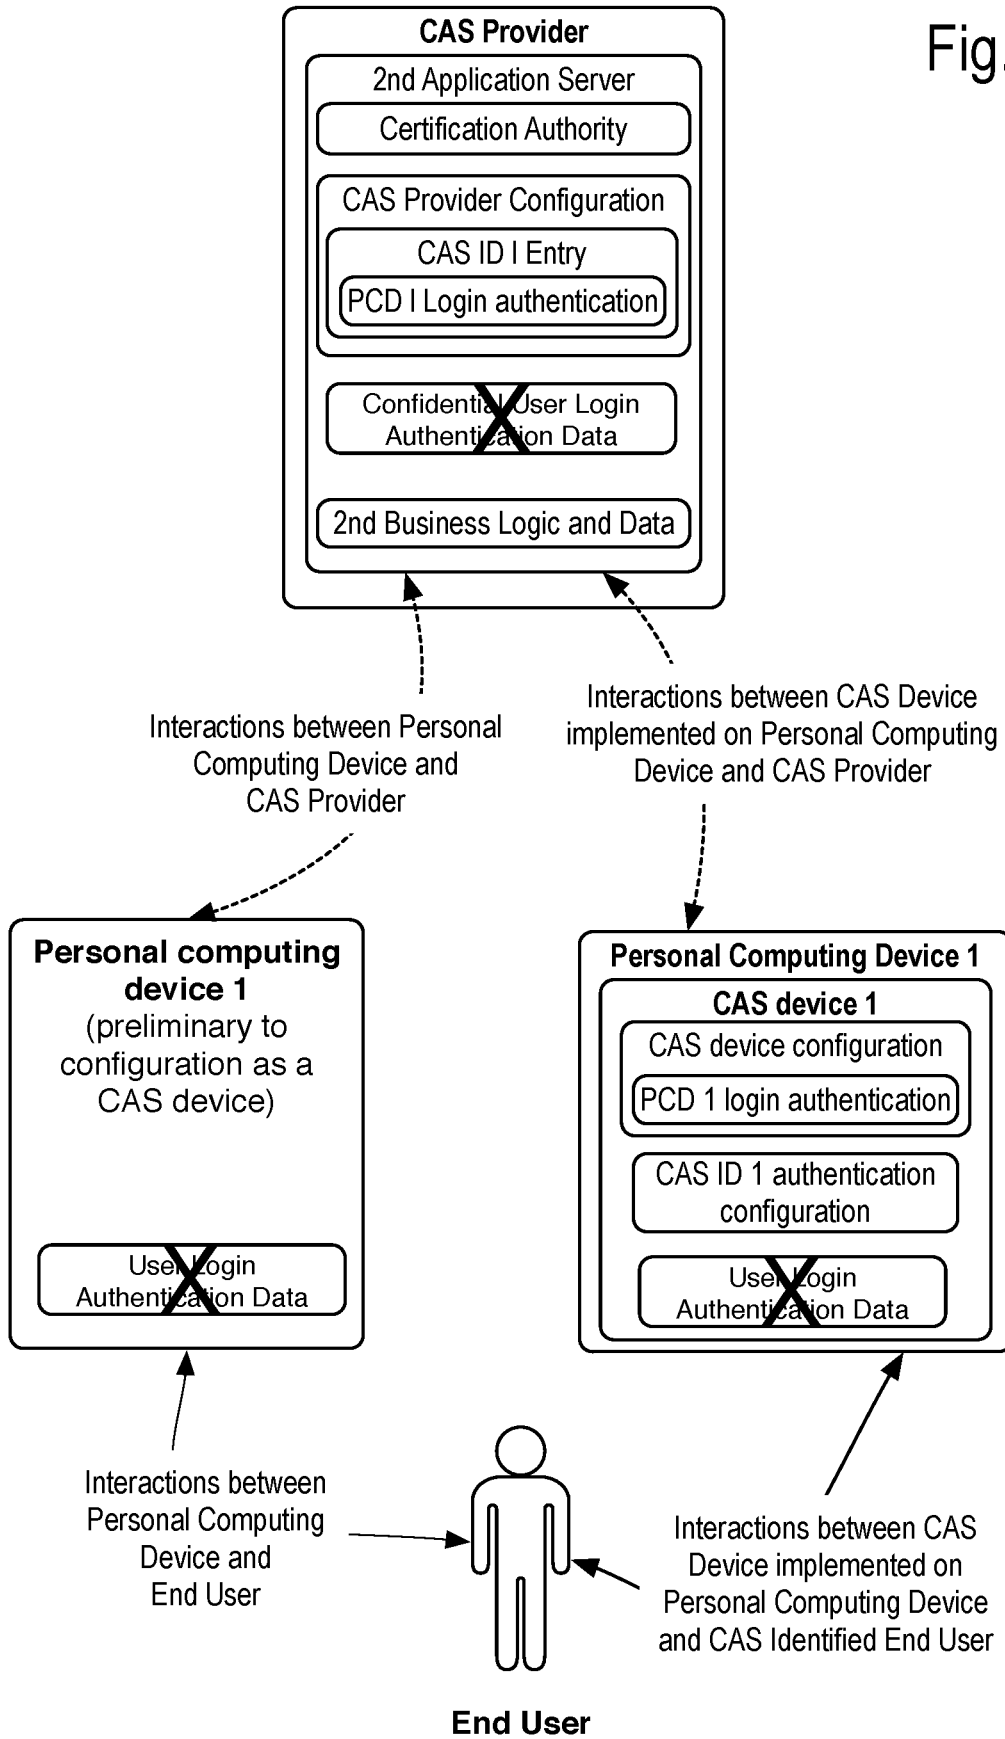 CAS Provider
Fig.
2nd Application Server
Certification Authority
CAS Provider Configuration
CAS ID I Entry
PCD I Login authentication
Confidential User Login
Authentication Data
2nd Business Logic and Data
Interactions between Personal
Computing Device and
CAS Provider
Interactions between CAS Device
implemented on Personal Computing
Device and CAS Provider
Personal computing
device 1
(preliminary to
configuration as a
CAS device)
User Login
Authentication Data
Personal Computing Device 1
CAS device 1
CAS device configuration
PCD 1 login authentication
CAS ID 1 authentication
configuration
User Login
Authentication Data
Interactions between
Personal Computing
Device and
End User
Interactions between CAS
Device implemented on
Personal Computing Device
and CAS Identified End User
End User